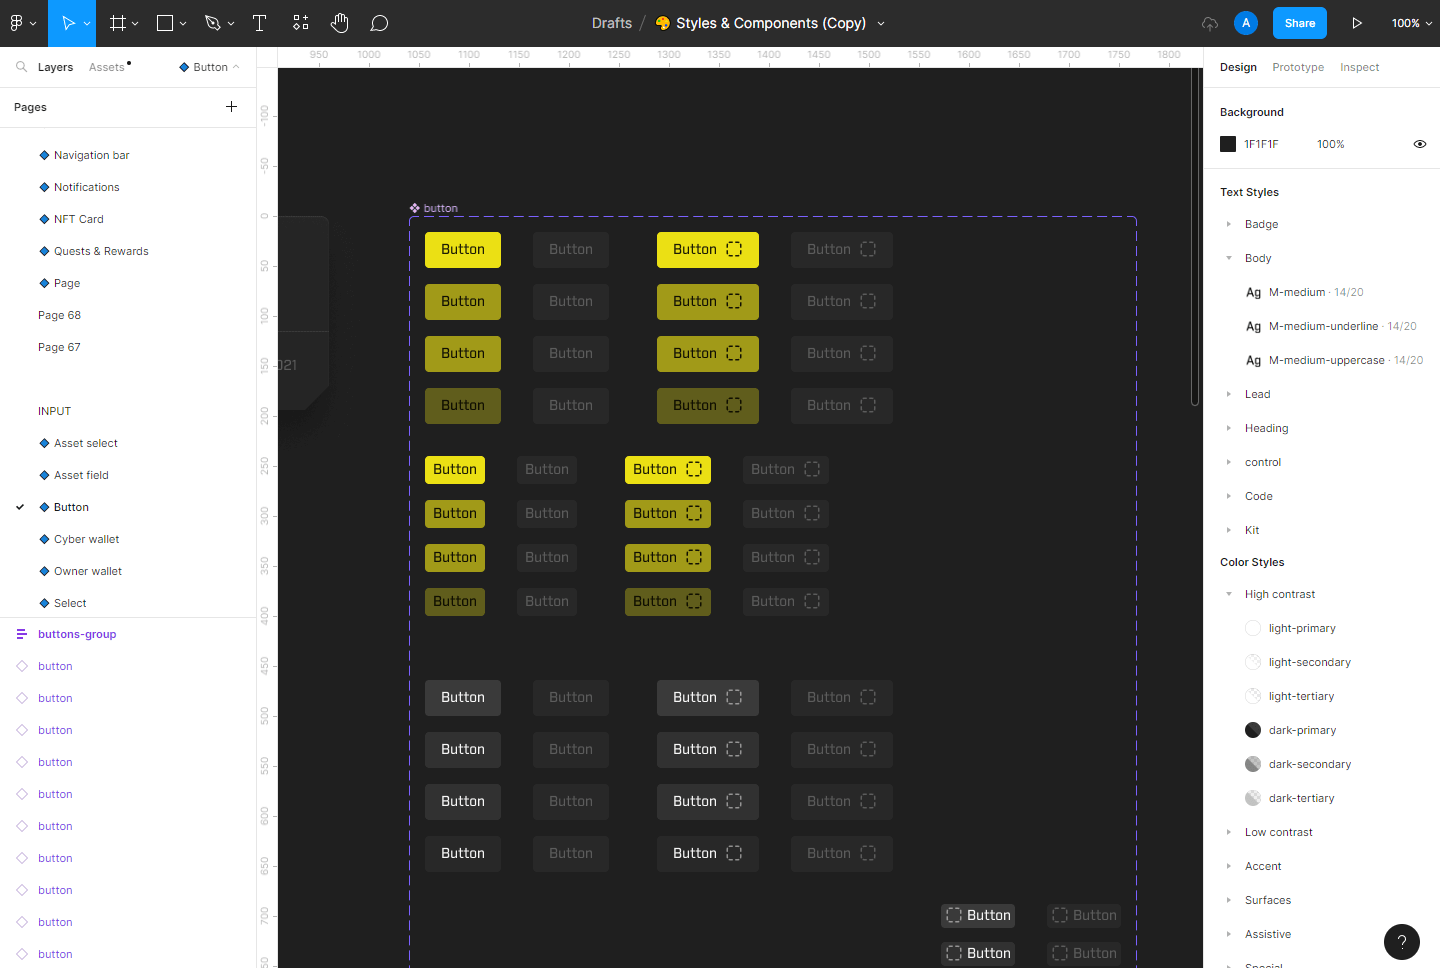 Drafts / Styles & Components (Copy)
A
Share
100%
Layers
Assets
Button
Pages
Navigation bar
Notifications
NFT Card
Quests & Rewards
Page
Page 68
Page 67
INPUT
Asset select
Asset field
Button
Cyber wallet
Owner wallet
Select
buttons-group
button
button
button
button
button
button
button
button
button
button
950 1000 1050 1100 1150 1200 1250 1300 1350 1400 1450 1500 1550 1600 1650 1700 1750 1800
-100
-50
0
50
100
150
200
250
300
350
400
450
500
550
600
650
700
button
Button Button Button Button
Button Button Button Button
Button Button Button Button
Button Button Button Button
Button Button Button Button
Button Button Button Button
Button Button Button Button
Button Button Button Button
Button Button Button Button
Button Button Button Button
Button Button Button Button
Button Button Button Button
Button Button
Button Button
Design Prototype Inspect
Background
1F1F1F 100%
Text Styles
Badge
Body
Ag M-medium · 14/20
Ag M-medium-underline · 14/20
Ag M-medium-uppercase · 14/20
Lead
Heading
control
Code
Kit
Color Styles
High contrast
light-primary
light-secondary
light-tertiary
dark-primary
dark-secondary
dark-tertiary
Low contrast
Accent
Surfaces
Assistive
Special
?